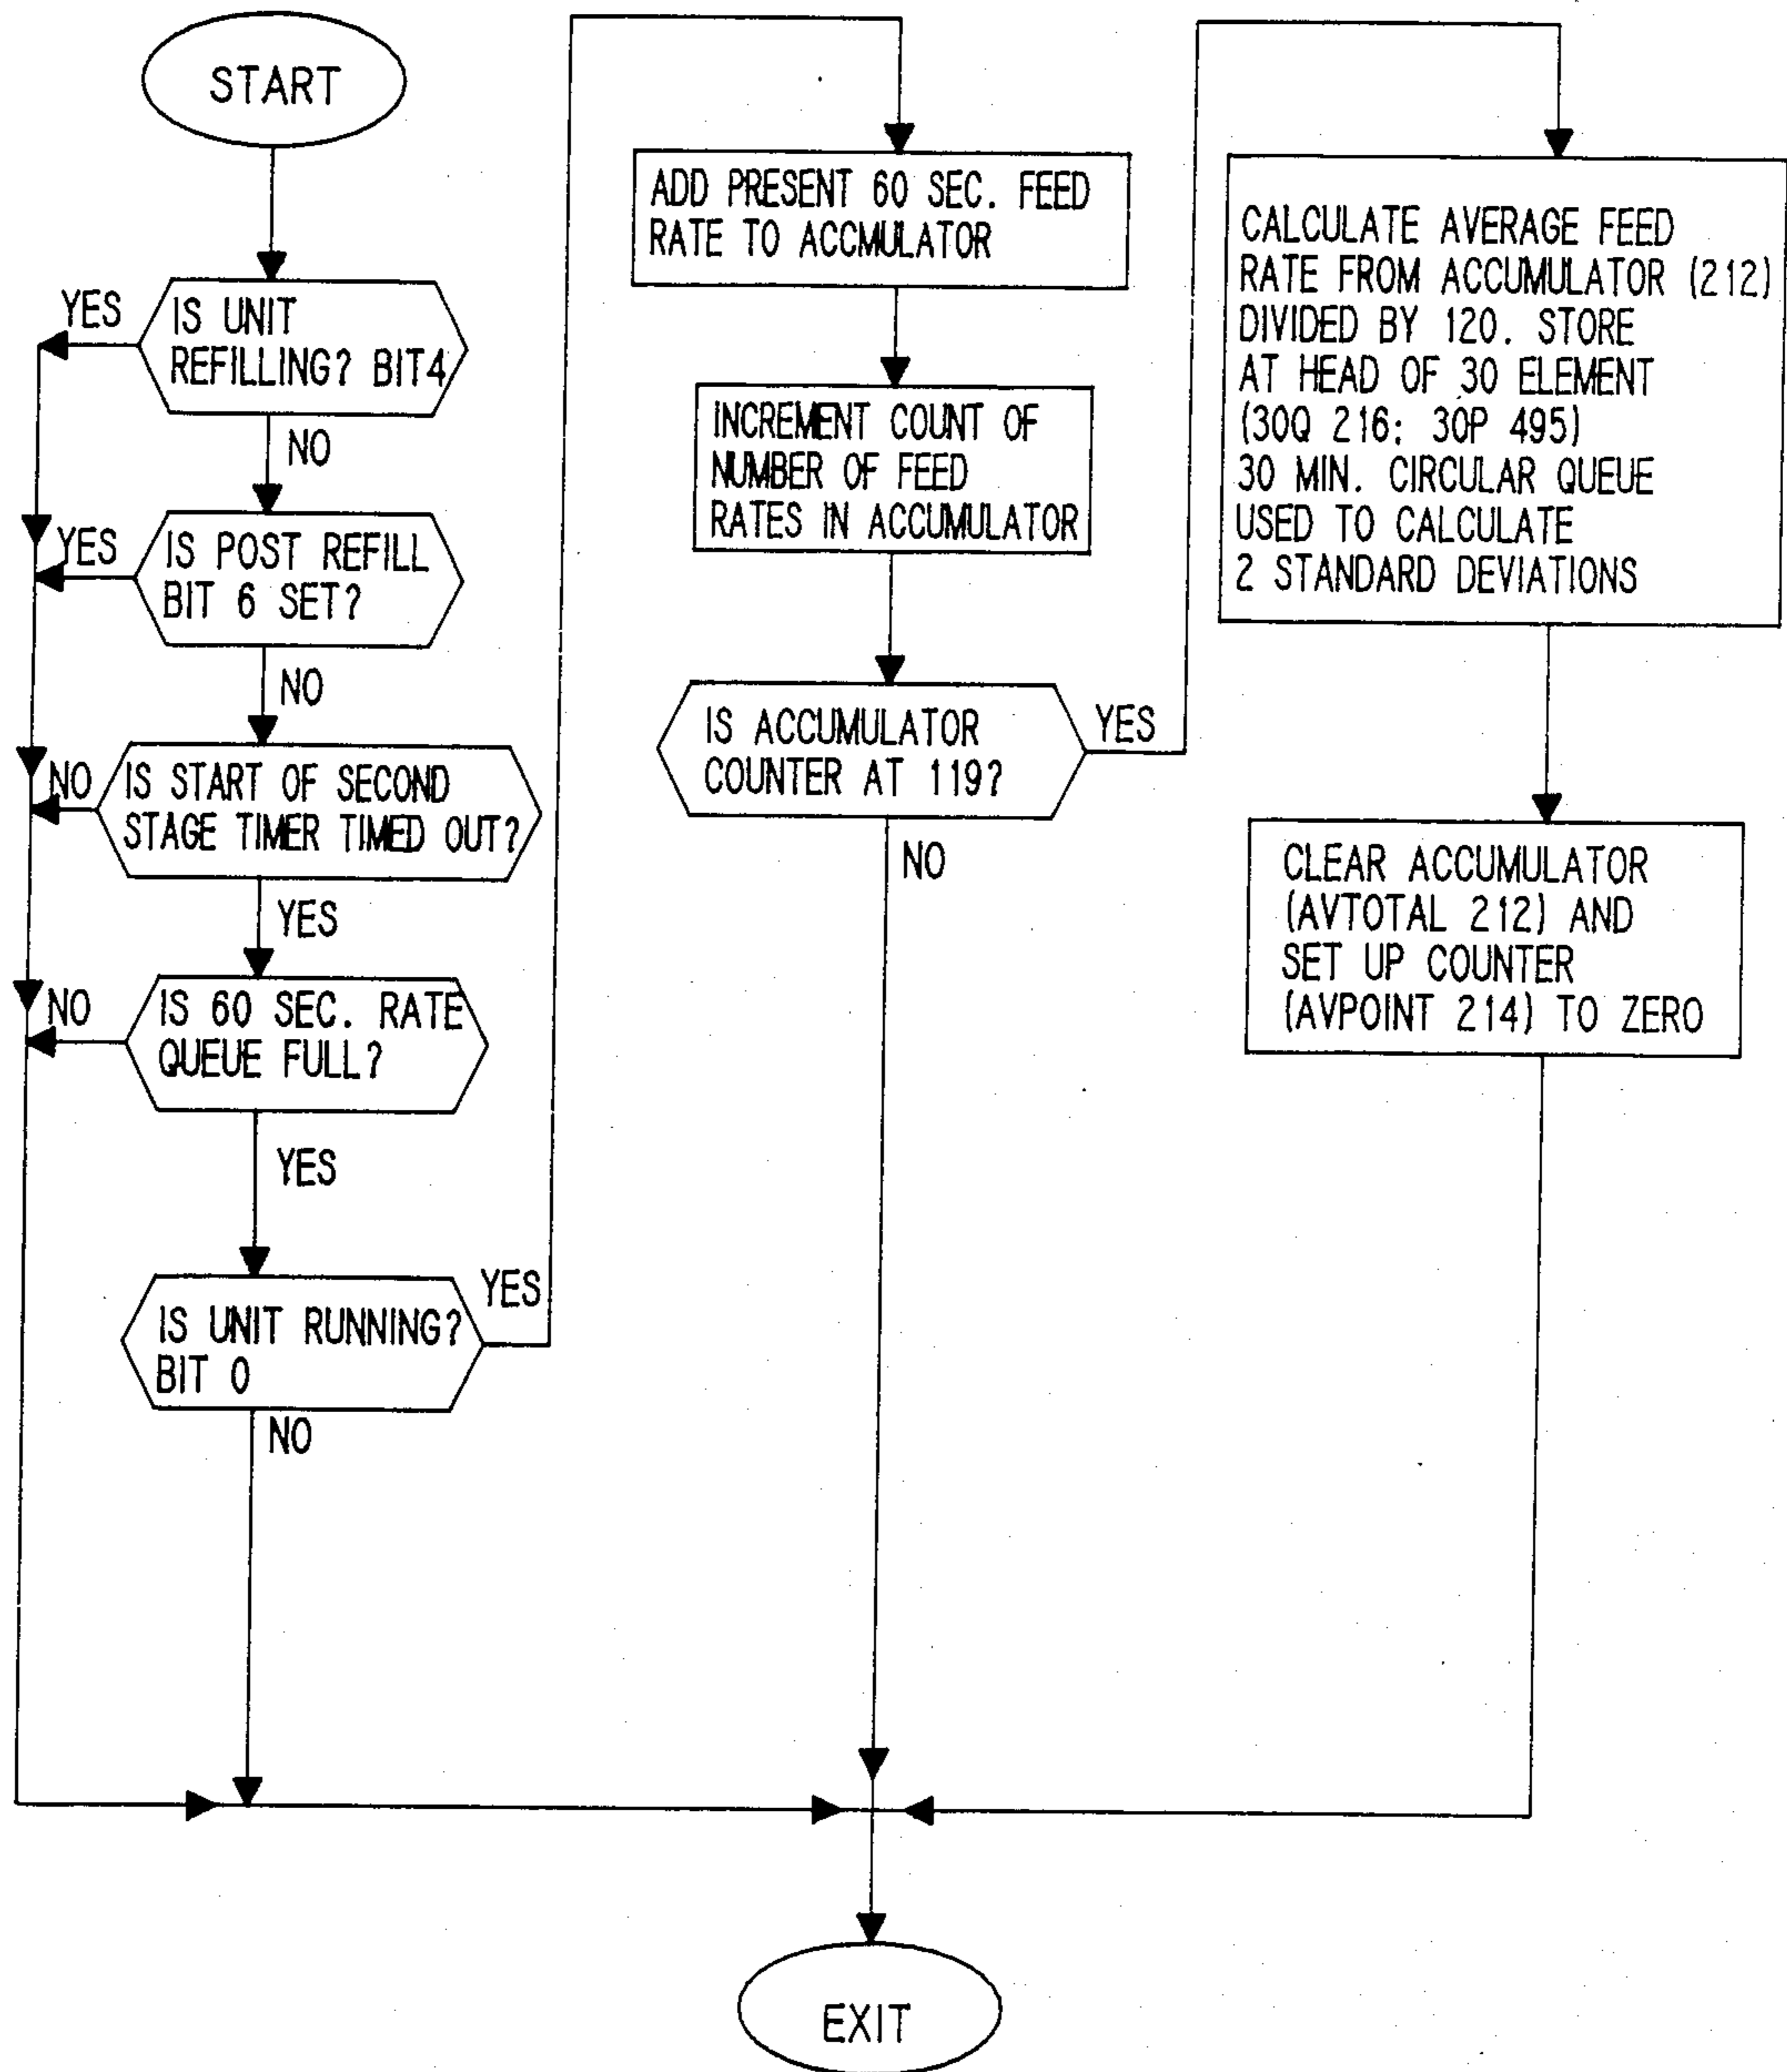 START
IS UNIT
REFILLING? BIT4
YES
NO
IS POST REFILL
BIT 6 SET?
YES
NO
IS START OF SECOND
STAGE TIMER TIMED OUT?
NO
YES
IS 60 SEC. RATE
QUEUE FULL?
NO
YES
IS UNIT RUNNING?
BIT 0
YES
NO
ADD PRESENT 60 SEC. FEED
RATE TO ACCMULATOR
INCREMENT COUNT OF
NUMBER OF FEED
RATES IN ACCUMULATOR
IS ACCUMULATOR
COUNTER AT 119?
YES
NO
CALCULATE AVERAGE FEED
RATE FROM ACCUMULATOR (212)
DIVIDED BY 120. STORE
AT HEAD OF 30 ELEMENT
(30Q 216; 30P 495)
30 MIN. CIRCULAR QUEUE
USED TO CALCULATE
2 STANDARD DEVIATIONS
CLEAR ACCUMULATOR
(AVTOTAL 212) AND
SET UP COUNTER
(AVPOINT 214) TO ZERO
EXIT